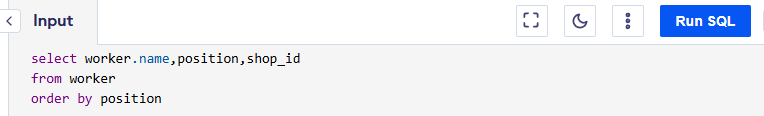 Input
Run SQL
select worker.name,position,shop_id
from worker
order by position